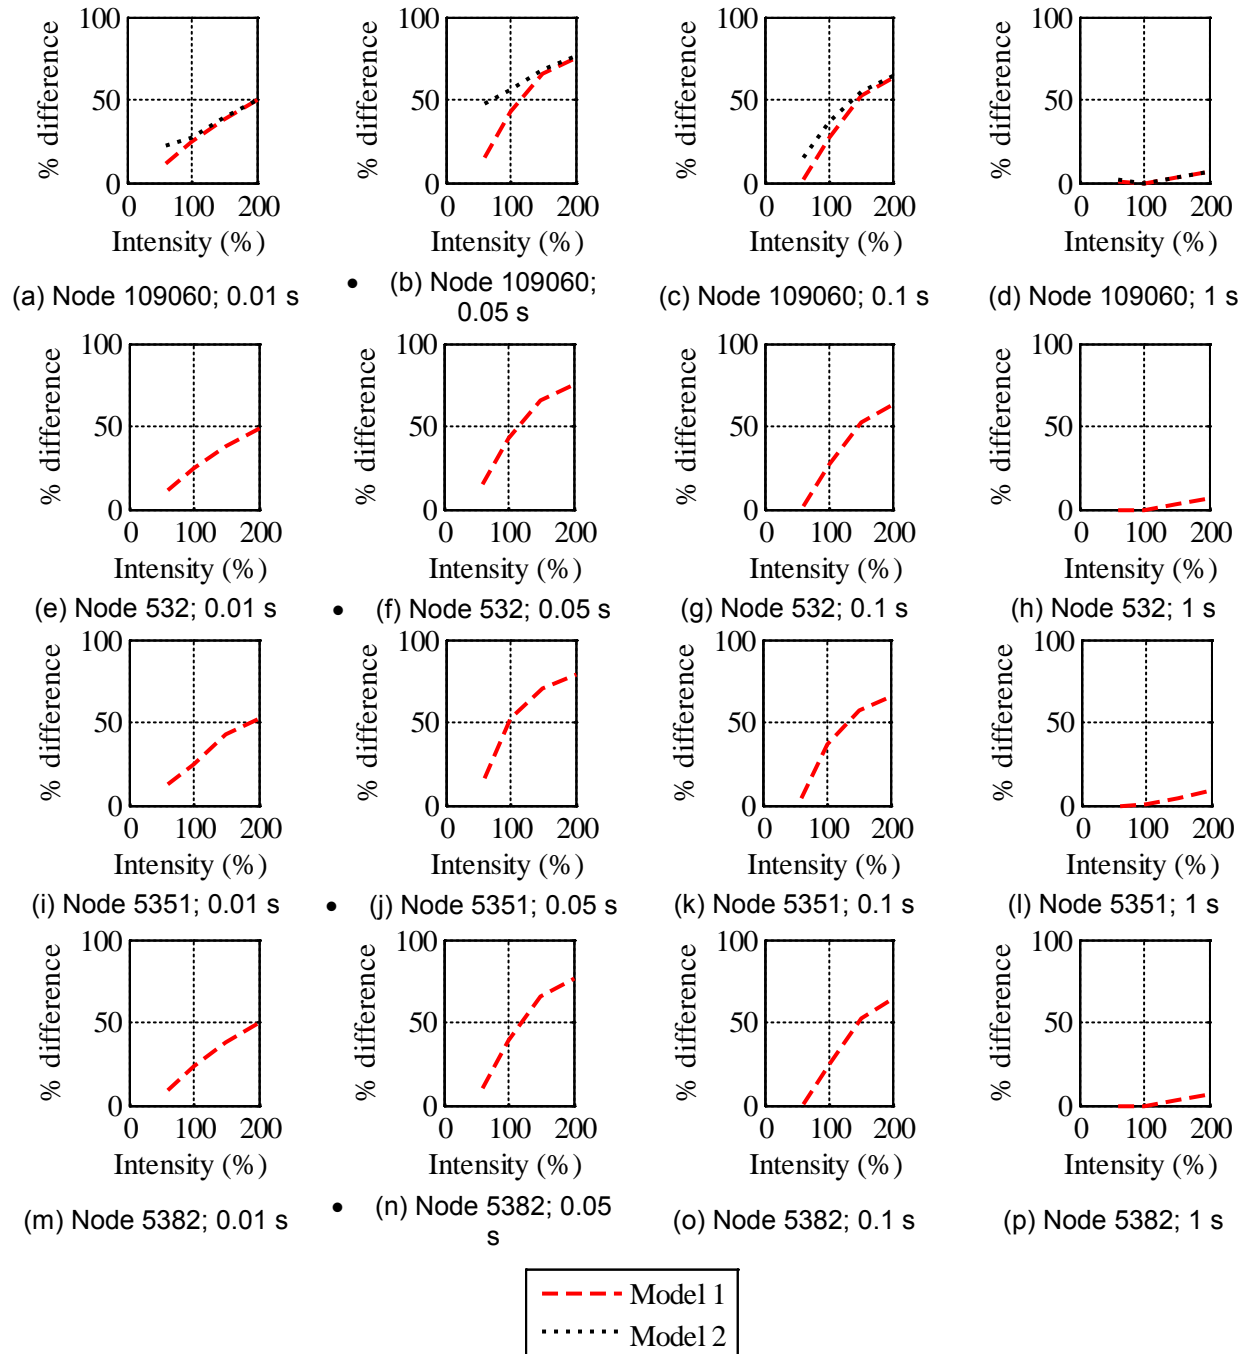 100
% difference
50
0
0 100 200
Intensity (%)
100
% difference
50
0
0 100 200
Intensity (%)
100
% difference
50
0
0 100 200
Intensity (%)
100
% difference
50
0
0 100 200
Intensity (%)
(a) Node 109060; 0.01 s
• (b) Node 109060;
0.05 s
(c) Node 109060; 0.1 s
(d) Node 109060; 1 s
100
% difference
50
0
0 100 200
Intensity (%)
100
% difference
50
0
0 100 200
Intensity (%)
100
% difference
50
0
0 100 200
Intensity (%)
100
% difference
50
0
0 100 200
Intensity (%)
(e) Node 532; 0.01 s
• (f) Node 532; 0.05 s
(g) Node 532; 0.1 s
(h) Node 532; 1 s
100
% difference
50
0
0 100 200
Intensity (%)
100
% difference
50
0
0 100 200
Intensity (%)
100
% difference
50
0
0 100 200
Intensity (%)
100
% difference
50
0
0 100 200
Intensity (%)
(i) Node 5351; 0.01 s
• (j) Node 5351; 0.05 s
(k) Node 5351; 0.1 s
(l) Node 5351; 1 s
100
% difference
50
0
0 100 200
Intensity (%)
100
% difference
50
0
0 100 200
Intensity (%)
100
% difference
50
0
0 100 200
Intensity (%)
100
% difference
50
0
0 100 200
Intensity (%)
(m) Node 5382; 0.01 s
• (n) Node 5382; 0.05
s
(o) Node 5382; 0.1 s
(p) Node 5382; 1 s
Model 1
Model 2